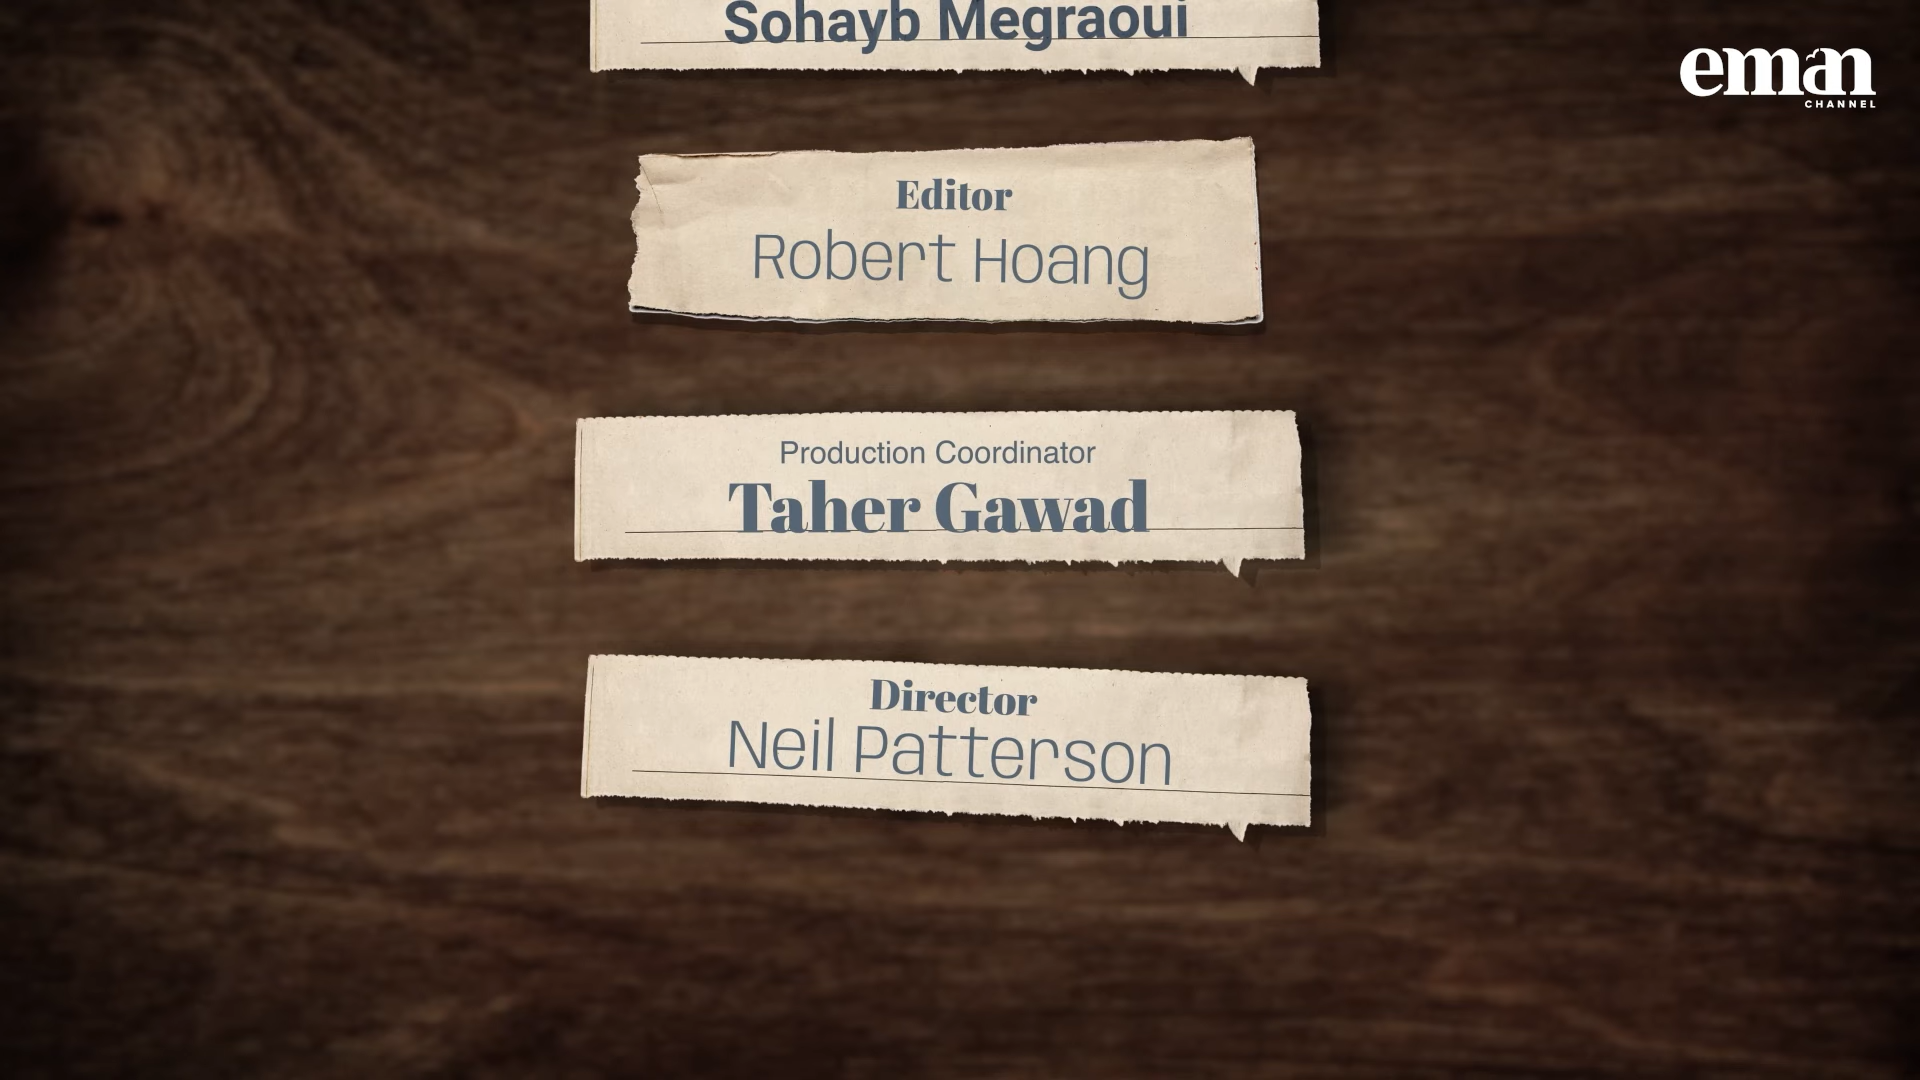 Sohayb Megraoui
eman
CHANNEL
Editor
Robert Hoang
Production Coordinator
Taher Gawad
Director
Neil Patterson